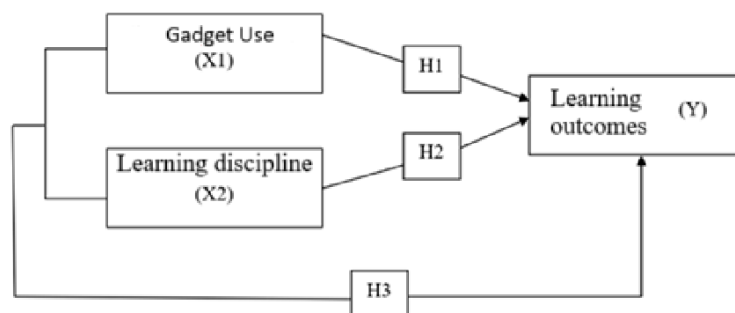 Gadget Use
(X1)
H1
Learning
outcomes (Y)
Learning discipline
(X2)
H2
H3